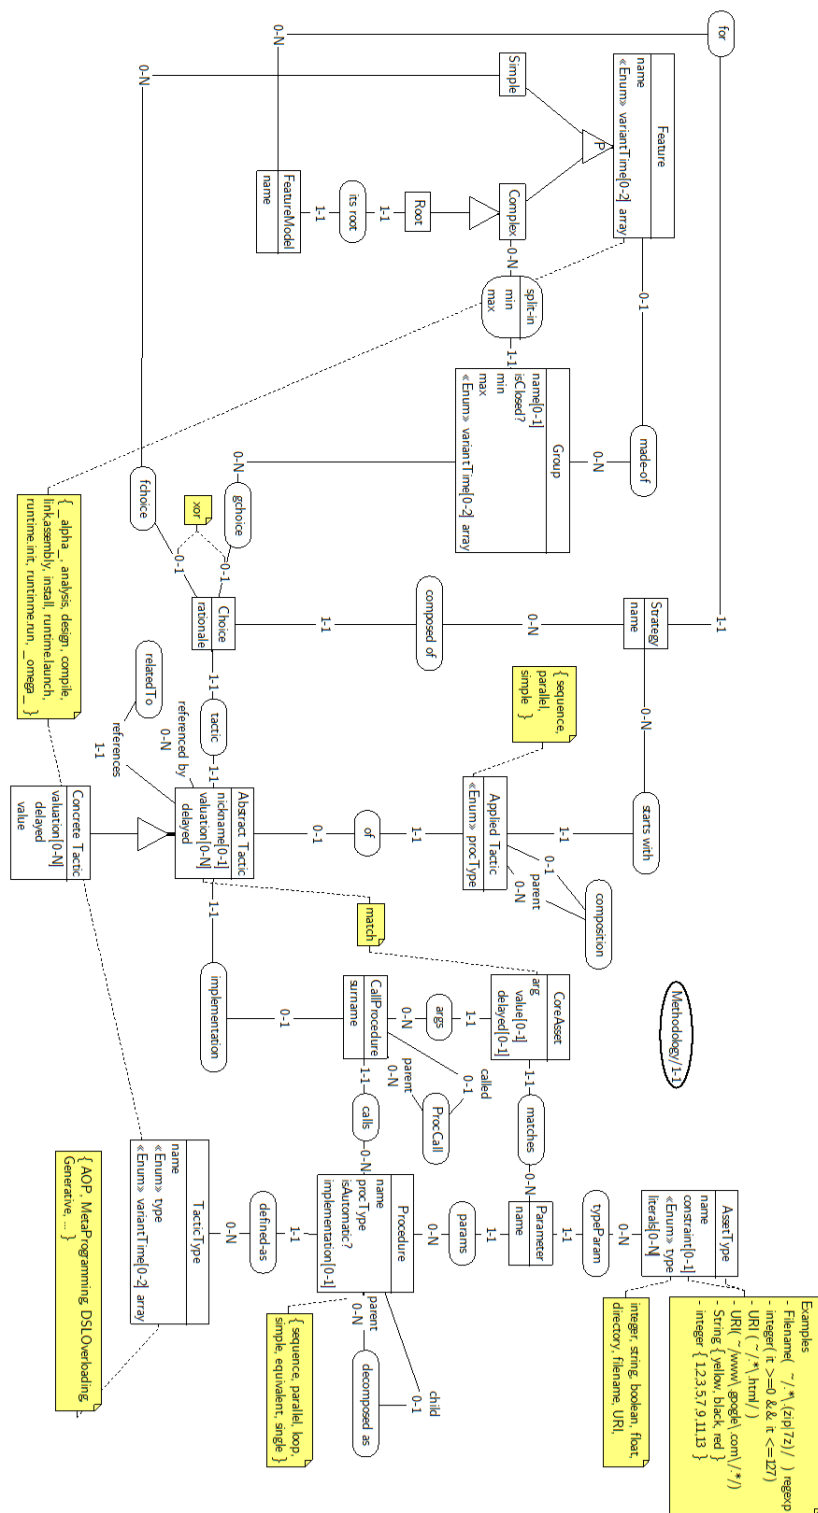 for
0-N
1-1
Feature
name
«Enum» variantTime[0-2] array
Simple
0-N
P
Complex
Root
1-1
its root
1-1
FeatureModel
name
0-N
split-in
min
max
1-1
0-1
made-of
0-N
Group
name[0-1]
isClosed?
min
max
«Enum» variantTime[0-2] array
0-N
gchoice
0-1
xor
fchoice
0-1
{ _alpha_, analysis, design, compile,
link,assembly, install, runtime.launch,
runtime.init, runtinme.run, _omega_ }
Strategy
name
0-N
composed of
1-1
Choice
rationale
1-1
tactic
1-1
0-N
starts with
1-1
{ sequence,
parallel,
simple }
Applied Tactic
«Enum» procType
0-1
parent
0-N
composition
1-1
of
0-1
Abstract Tactic
nickname[0-1]
valuation[0-N]
delayed
referenced by
0-N
relatedTo
references
1-1
Concrete Tactic
valuation[0-N]
delayed
value
match
1-1
implementation
0-1
Methodology/1-1
CoreAsset
arg
value[0-1]
delayed[0-1]
1-1
args
0-N
CallProcedure
surname
called
0-1
ProcCall
parent
0-N
1-1
calls
0-N
1-1
matches
0-N
AssetType
name
constraint[0-1]
«Enum» type
literals[0-N]
0-N
typeParam
1-1
Parameter
name
1-1
params
0-N
Procedure
name
procType
isAutomatic?
implementation[0-1]
1-1
defined-as
0-N
TacticType
name
«Enum» type
«Enum» variantTime[0-2] array
{ AOP, MetaProgramming, DSLOverloading,
Generative, ... }
Examples
- Filename( ~/.*\.(zip|7z)/ ) regexp
- integer( it >=0 && it <=127)
- URI ( ~/.*\.html/ )
- URI( ~/www\.google\.com\/.*/)
- String { yellow, black, red }
- integer { 1,2,3,5,7,9,11,13 }
integer, string, boolean, float,
directory, filename, URI,
child
0-1
decomposed as
parent
0-N
{ sequence, parallel, loop,
simple, equivalent, single }